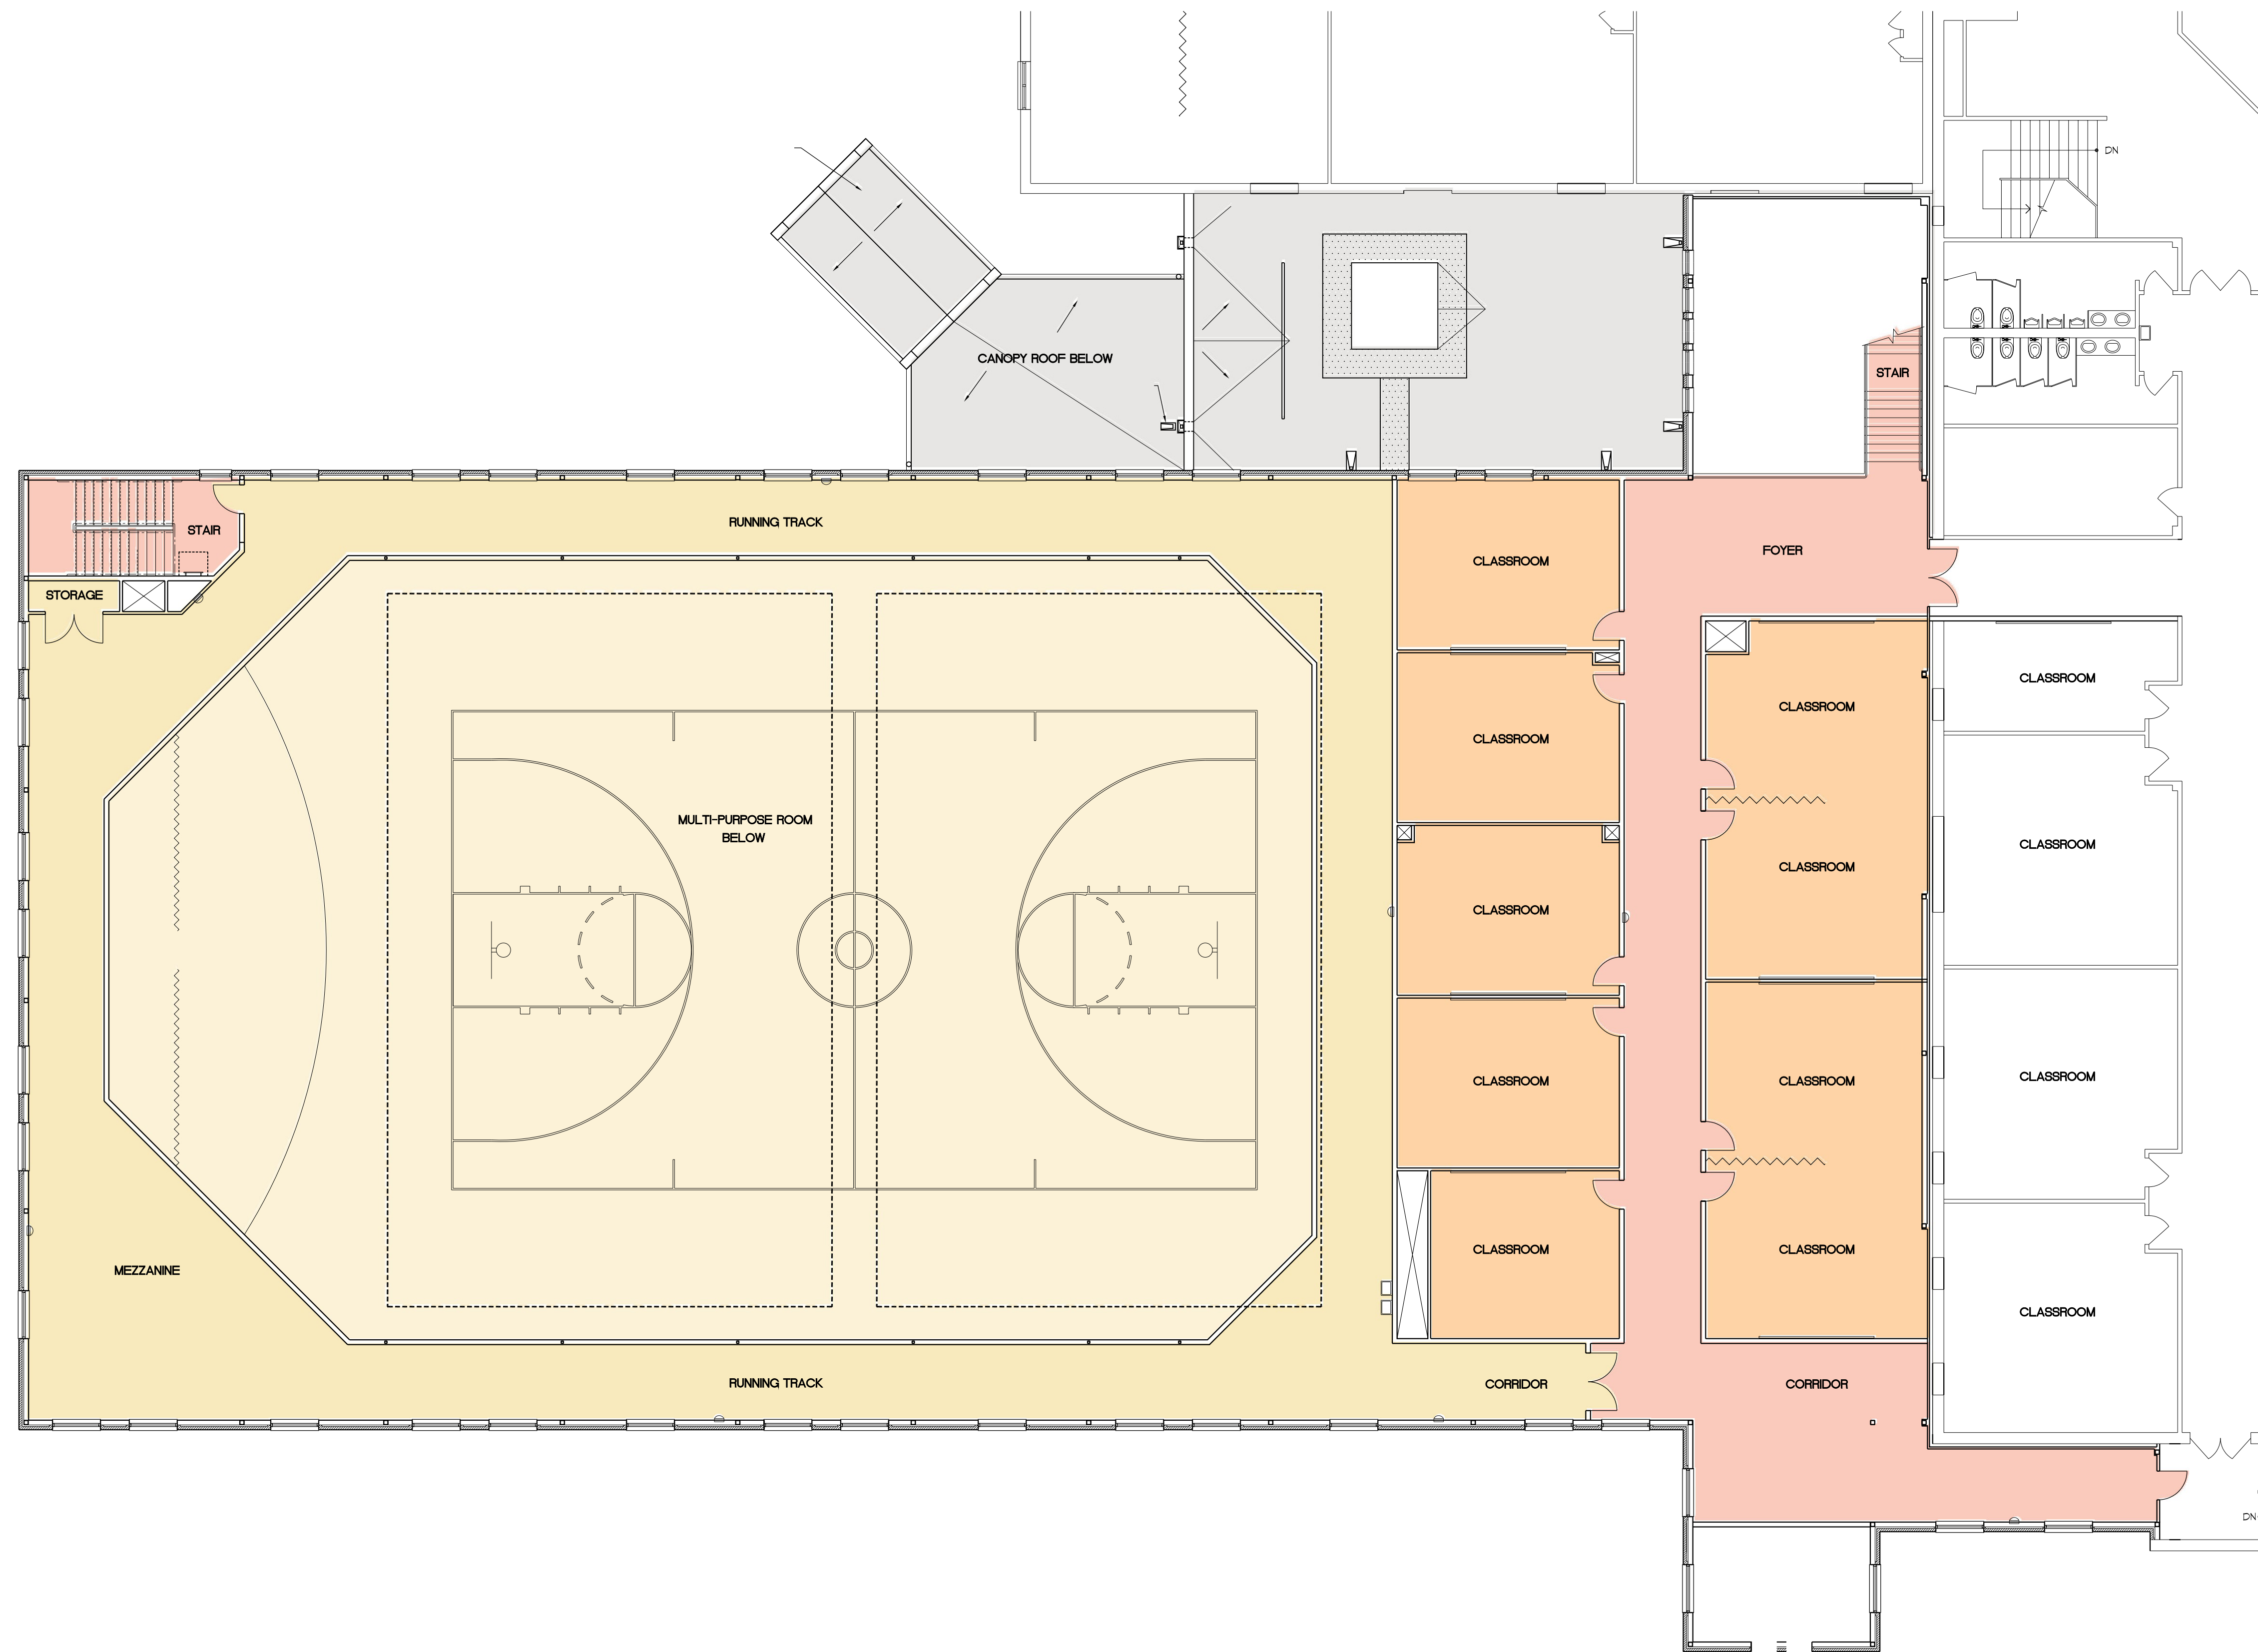 DN
CANOPY ROOF BELOW
STAIR
STAIR
RUNNING TRACK
FOYER
CLASSROOM
STORAGE
CLASSROOM
CLASSROOM
CLASSROOM
MULTI-PURPOSE ROOM
BELOW
CLASSROOM
CLASSROOM
CLASSROOM
CLASSROOM
CLASSROOM
CLASSROOM
CLASSROOM
MEZZANINE
CLASSROOM
CLASSROOM
CLASSROOM
RUNNING TRACK
CORRIDOR
CORRIDOR
DN